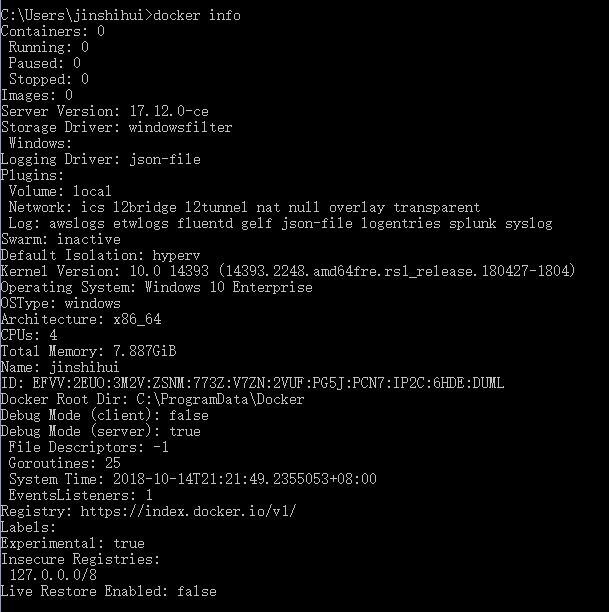 C:\Users\jinshihui>docker info
Containers: 0
 Running: 0
 Paused: 0
 Stopped: 0
Images: 0
Server Version: 17.12.0-ce
Storage Driver: windowsfilter
 Windows:
Logging Driver: json-file
Plugins:
 Volume: local
 Network: ics l2bridge l2tunnel nat null overlay transparent
 Log: awslogs etwlogs fluentd gelf json-file logentries splunk syslog
Swarm: inactive
Default Isolation: hyperv
Kernel Version: 10.0 14393 (14393.2248.amd64fre.rs1_release.180427-1804)
Operating System: Windows 10 Enterprise
OSType: windows
Architecture: x86_64
CPUs: 4
Total Memory: 7.887GiB
Name: jinshihui
ID: EFVV:2EUO:3M2V:ZSNM:773Z:V7ZN:2VUF:PG5J:PCN7:IP2C:6HDE:DUML
Docker Root Dir: C:\ProgramData\Docker
Debug Mode (client): false
Debug Mode (server): true
 File Descriptors: -1
 Goroutines: 25
 System Time: 2018-10-14T21:21:49.2355053+08:00
 EventsListeners: 1
Registry: https://index.docker.io/v1/
Labels:
Experimental: true
Insecure Registries:
 127.0.0.0/8
Live Restore Enabled: false